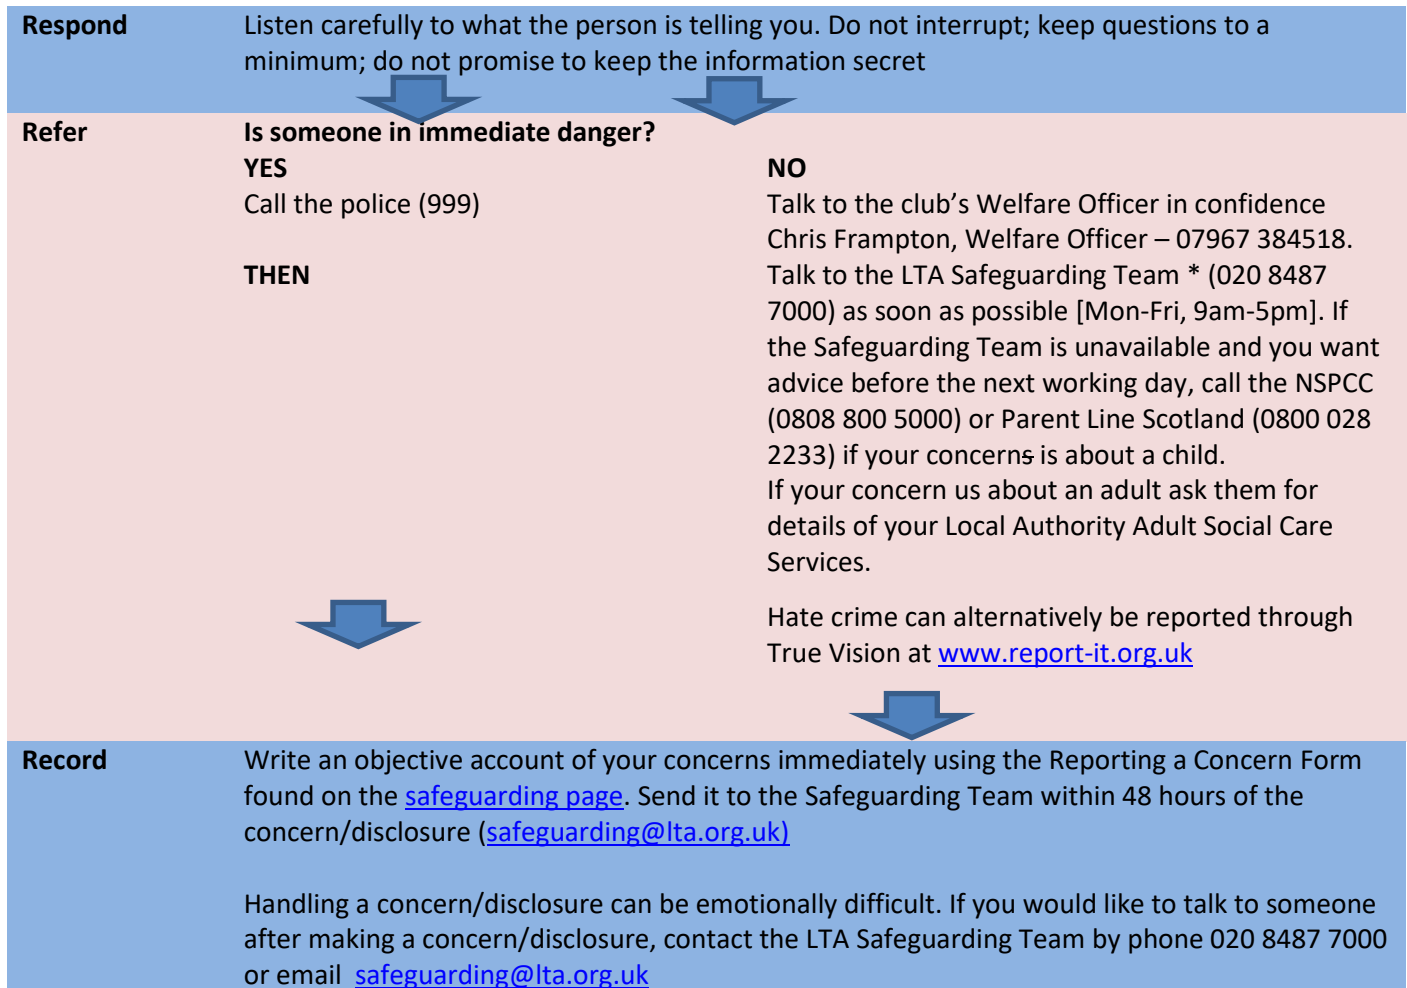 Respond
Listen carefully to what the person is telling you. Do not interrupt; keep questions to a
minimum; do not promise to keep the information secret
Refer
Is someone in immediate danger?
YES
Call the police (999)
THEN
NO
Talk to the club’s Welfare Officer in confidence
Chris Frampton, Welfare Officer – 07967 384518.
Talk to the LTA Safeguarding Team * (020 8487
7000) as soon as possible [Mon-Fri, 9am-5pm]. If
the Safeguarding Team is unavailable and you want
advice before the next working day, call the NSPCC
(0808 800 5000) or Parent Line Scotland (0800 028
2233) if your concerns is about a child.
If your concern us about an adult ask them for
details of your Local Authority Adult Social Care
Services.
Hate crime can alternatively be reported through
True Vision at www.report-it.org.uk
Record
Write an objective account of your concerns immediately using the Reporting a Concern Form
found on the safeguarding page. Send it to the Safeguarding Team within 48 hours of the
concern/disclosure (safeguarding@lta.org.uk)
Handling a concern/disclosure can be emotionally difficult. If you would like to talk to someone
after making a concern/disclosure, contact the LTA Safeguarding Team by phone 020 8487 7000
or email safeguarding@lta.org.uk